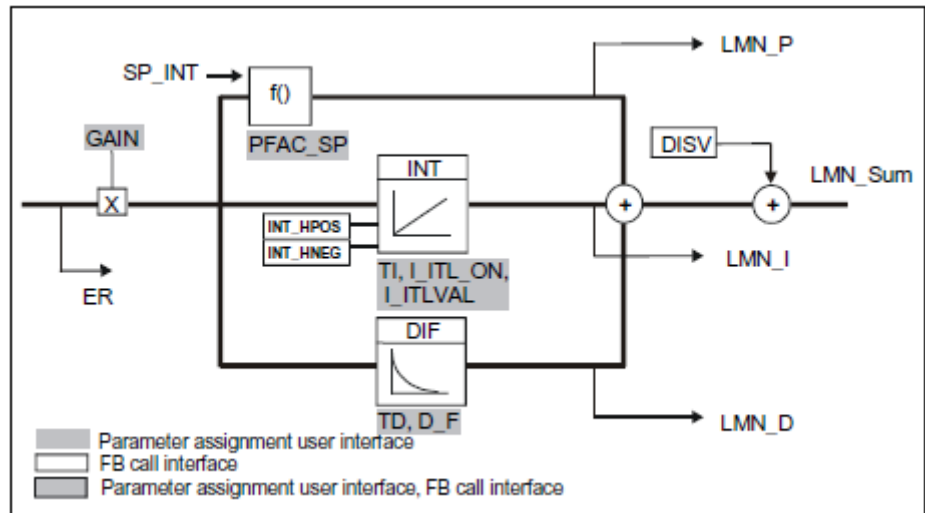 LMN_P
SP_INT
f()
PFAC_SP
GAIN
DISV
INT
LMN_Sum
X
+
+
INT_HPOS
INT_HNEG
LMN_I
TI, I_ITL_ON,
I_ITLVAL
ER
DIF
TD, D_F
LMN_D
Parameter assignment user interface
FB call interface
Parameter assignment user interface, FB call interface